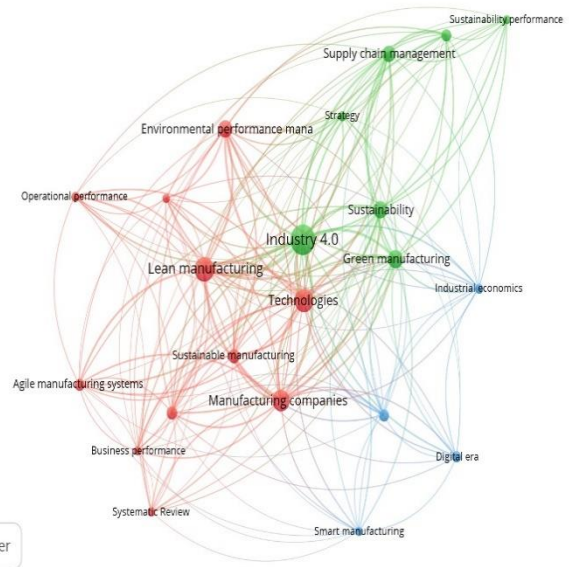 Sustainability performance
Supply chain management
Strategy
Environmental performance mana
Operational performance
Sustainability
Industry 4.0
Green manufacturing
Lean manufacturing
Industrial economics
Technologies
Sustainable manufacturing
Agile manufacturing systems
Manufacturing companies
Business performance
Digital era
Systematic Review
Smart manufacturing
er